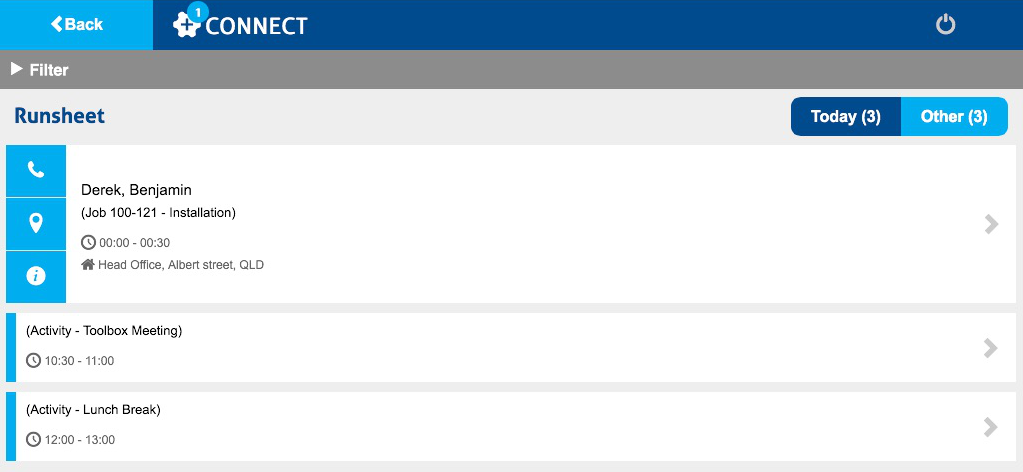 Back
1
CONNECT
Filter
Runsheet
Today (3)
Other (3)
Derek, Benjamin
(Job 100-121 - Installation)
00:00 - 00:30
Head Office, Albert street, QLD
(Activity - Toolbox Meeting)
10:30 - 11:00
(Activity - Lunch Break)
12:00 - 13:00